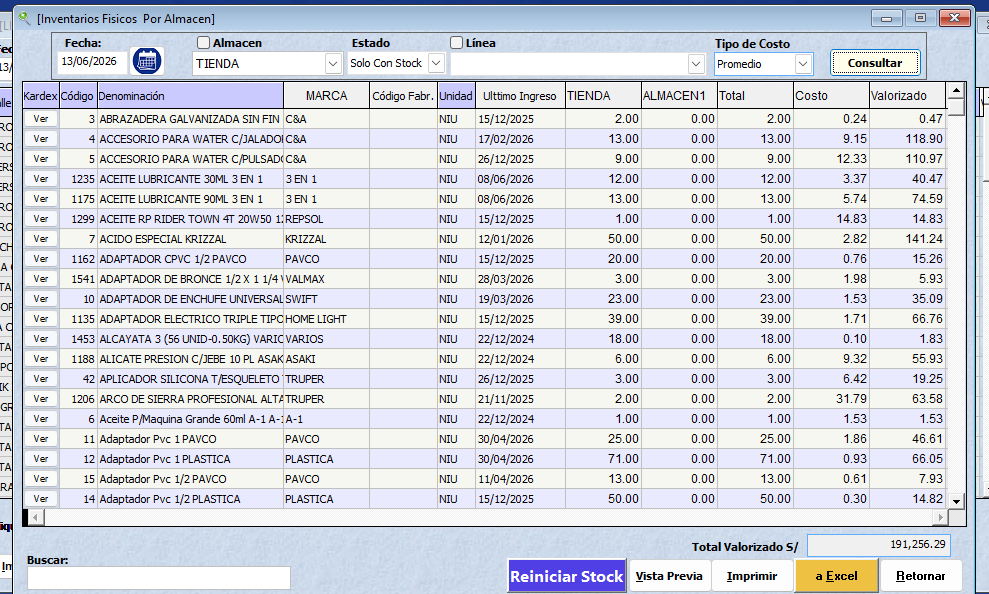 [Inventarios Fisicos Por Almacen]
Fecha: Almacen Estado Línea Tipo de Costo
13/06/2026 TIENDA Solo Con Stock Promedio Consultar
Kardex Código Denominación MARCA Código Fabr. Unidad Ulltimo Ingreso TIENDA ALMACEN1 Total Costo Valorizado
Ver 3 ABRAZADERA GALVANIZADA SIN FIN C&A NIU 15/12/2025 2.00 0.00 2.00 0.24 0.47
Ver 4 ACCESORIO PARA WATER C/JALADO C&A NIU 17/02/2026 13.00 0.00 13.00 9.15 118.90
Ver 5 ACCESORIO PARA WATER C/PULSAD C&A NIU 26/12/2025 9.00 0.00 9.00 12.33 110.97
Ver 1235 ACEITE LUBRICANTE 30ML 3 EN 1 3 EN 1 NIU 08/06/2026 12.00 0.00 12.00 3.37 40.47
Ver 1175 ACEITE LUBRICANTE 90ML 3 EN 1 3 EN 1 NIU 08/06/2026 13.00 0.00 13.00 5.74 74.59
Ver 1299 ACEITE RP RIDER TOWN 4T 20W50 1 REPSOL NIU 15/12/2025 1.00 0.00 1.00 14.83 14.83
Ver 7 ACIDO ESPECIAL KRIZZAL KRIZZAL NIU 12/01/2026 50.00 0.00 50.00 2.82 141.24
Ver 1162 ADAPTADOR CPVC 1/2 PAVCO PAVCO NIU 15/12/2025 20.00 0.00 20.00 0.76 15.26
Ver 1541 ADAPTADOR DE BRONCE 1/2 X 1 1/4 VALMAX NIU 28/03/2026 3.00 0.00 3.00 1.98 5.93
Ver 10 ADAPTADOR DE ENCHUFE UNIVERSAL SWIFT NIU 19/03/2026 23.00 0.00 23.00 1.53 35.09
Ver 1135 ADAPTADOR ELECTRICO TRIPLE TIPO HOME LIGHT NIU 15/12/2025 39.00 0.00 39.00 1.71 66.76
Ver 1453 ALCAYATA 3 (56 UNID-0.50KG) VARIO VARIOS NIU 22/12/2024 18.00 0.00 18.00 0.10 1.83
Ver 1188 ALICATE PRESION C/JEBE 10 PL ASAK ASAKI NIU 22/12/2024 6.00 0.00 6.00 9.32 55.93
Ver 42 APLICADOR SILICONA T/ESQUELETO TRUPER NIU 26/12/2025 3.00 0.00 3.00 6.42 19.25
Ver 1206 ARCO DE SIERRA PROFESIONAL ALTA TRUPER NIU 21/11/2025 2.00 0.00 2.00 31.79 63.58
Ver 6 Aceite P/Maquina Grande 60ml A-1 A- A-1 NIU 22/12/2024 1.00 0.00 1.00 1.53 1.53
Ver 11 Adaptador Pvc 1 PAVCO PAVCO NIU 30/04/2026 25.00 0.00 25.00 1.86 46.61
Ver 12 Adaptador Pvc 1 PLASTICA PLASTICA NIU 30/04/2026 71.00 0.00 71.00 0.93 66.05
Ver 15 Adaptador Pvc 1/2 PAVCO PAVCO NIU 11/04/2026 13.00 0.00 13.00 0.61 7.93
Ver 14 Adaptador Pvc 1/2 PLASTICA PLASTICA NIU 15/12/2025 50.00 0.00 50.00 0.30 14.82
Total Valorizado S/ 191,256.29
Buscar:
Reiniciar Stock Vista Previa Imprimir a Excel Retornar